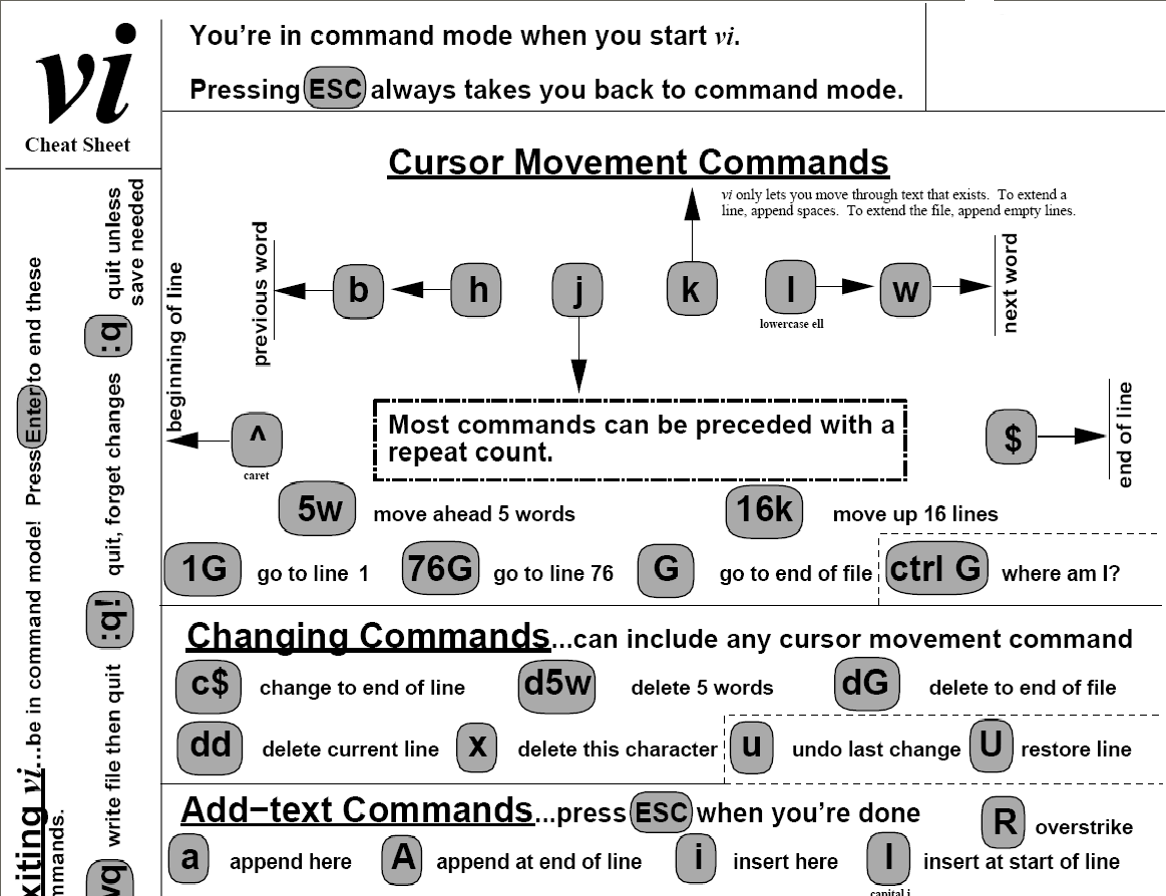 vi
Cheat Sheet
You're in command mode when you start vi.
Pressing ESC always takes you back to command mode.
Cursor Movement Commands
vi only lets you move through text that exists. To extend a
line, append spaces. To extend the file, append empty lines.
previous word
b
h
j
k
l
w
next word
lowercase ell
beginning of line
^
caret
Most commands can be preceded with a
repeat count.
$
end of line
5w move ahead 5 words
16k move up 16 lines
1G go to line 1
76G go to line 76
G go to end of file
ctrl G where am I?
Changing Commands...can include any cursor movement command
c$ change to end of line
d5w delete 5 words
dG delete to end of file
dd delete current line
x delete this character
u undo last change
U restore line
Add-text Commands...press ESC when you're done
R overstrike
a append here
A append at end of line
i insert here
I insert at start of line
capital i
xiting vi...be in command mode! Press Enter to end these
mmands.
vq write file then quit
:q! quit, forget changes
:q quit unless
save needed